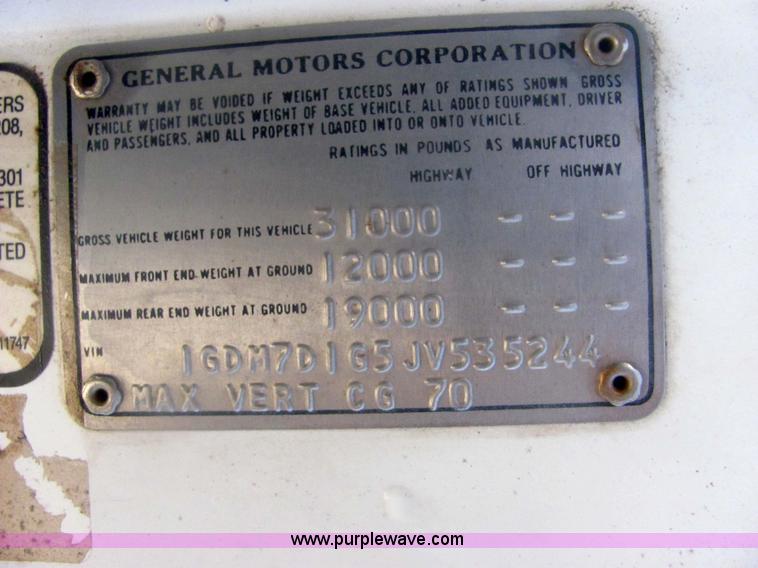 ERS
208,
301
ETE
TED
11747
GENERAL MOTORS CORPORATION
WARRANTY MAY BE VOIDED IF WEIGHT EXCEEDS ANY OF RATINGS SHOWN GROSS
VEHICLE WEIGHT INCLUDES WEIGHT OF BASE VEHICLE, ALL ADDED EQUIPMENT, DRIVER
AND PASSENGERS, AND ALL PROPERTY LOADED INTO OR ONTO VEHICLE.
RATINGS IN POUNDS AS MANUFACTURED
HIGHWAY OFF HIGHWAY
GROSS VEHICLE WEIGHT FOR THIS VEHICLE 31000 - - -
MAXIMUM FRONT END WEIGHT AT GROUND 12000 - - -
MAXIMUM REAR END WEIGHT AT GROUND 19000 - - -
VIN 1GDM7D1G5JV535244
MAX VERT CG 70
www.purplewave.com